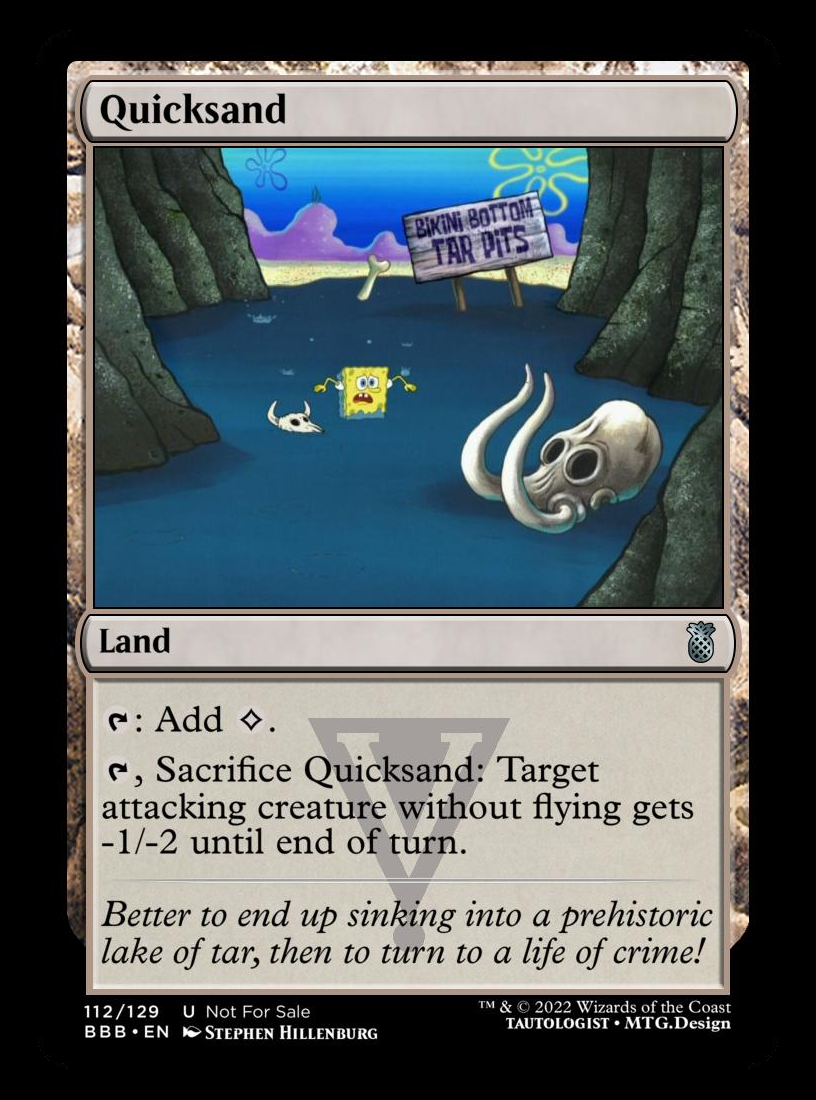 Quicksand
BIKINI BOTTOM
TAR PITS
Land
: Add .
, Sacrifice Quicksand: Target
attacking creature without flying gets
-1/-2 until end of turn.
Better to end up sinking into a prehistoric
lake of tar, then to turn to a life of crime!
112/129 U Not For Sale
BBB • EN STEPHEN HILLENBURG
™ & © 2022 Wizards of the Coast
TAUTOLOGIST • MTG.Design